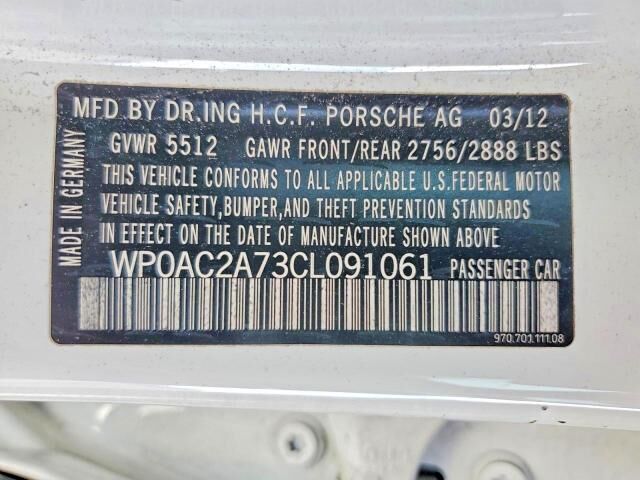 MFD BY DR.ING H.C.F. PORSCHE AG 03/12
GVWR 5512 GAWR FRONT/REAR 2756/2888 LBS
THIS VEHICLE CONFORMS TO ALL APPLICABLE U.S.FEDERAL MOTOR
VEHICLE SAFETY,BUMPER,AND THEFT PREVENTION STANDARDS
IN EFFECT ON THE DATE OF MANUFACTURE SHOWN ABOVE.
WP0AC2A73CL091061 PASSENGER CAR
MADE IN GERMANY
970.701.111.08